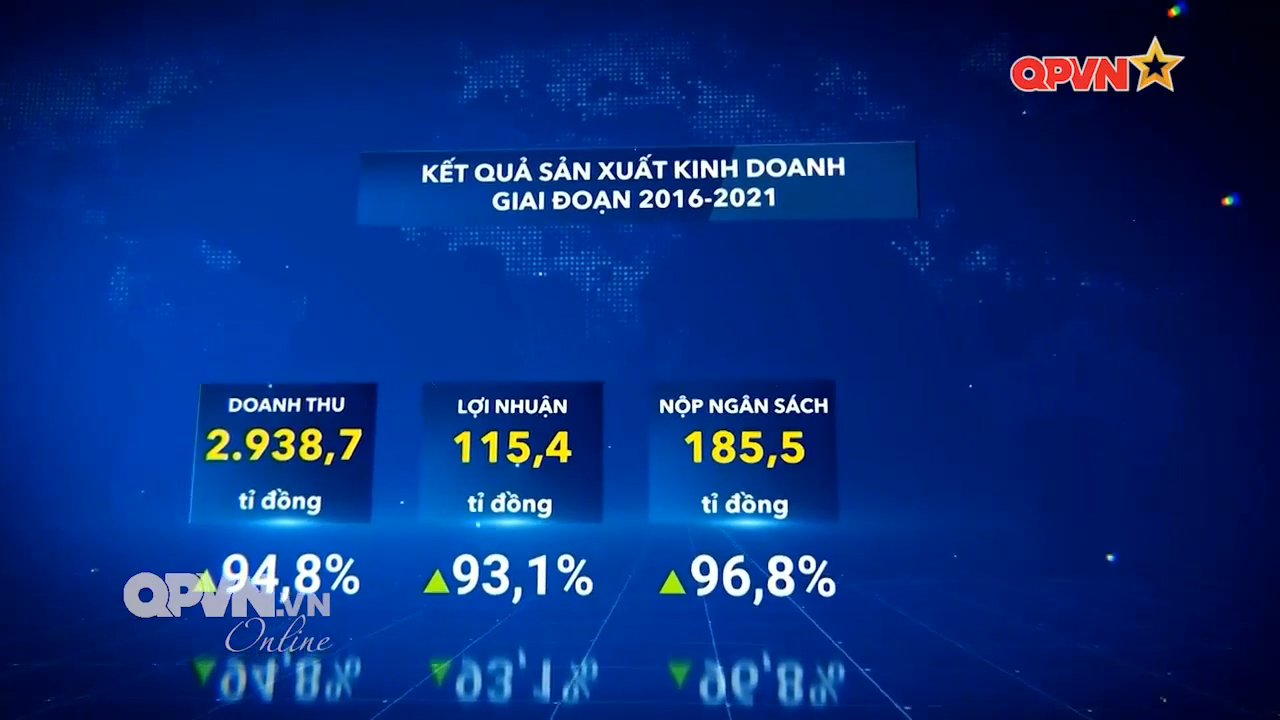 QPVN
KẾT QUẢ SẢN XUẤT KINH DOANH
GIAI ĐOẠN 2016-2021
DOANH THU
2.938,7
tỉ đồng
94,8%
LỢI NHUẬN
115,4
tỉ đồng
93,1%
NỘP NGÂN SÁCH
185,5
tỉ đồng
96,8%
QPVN.VN
Online